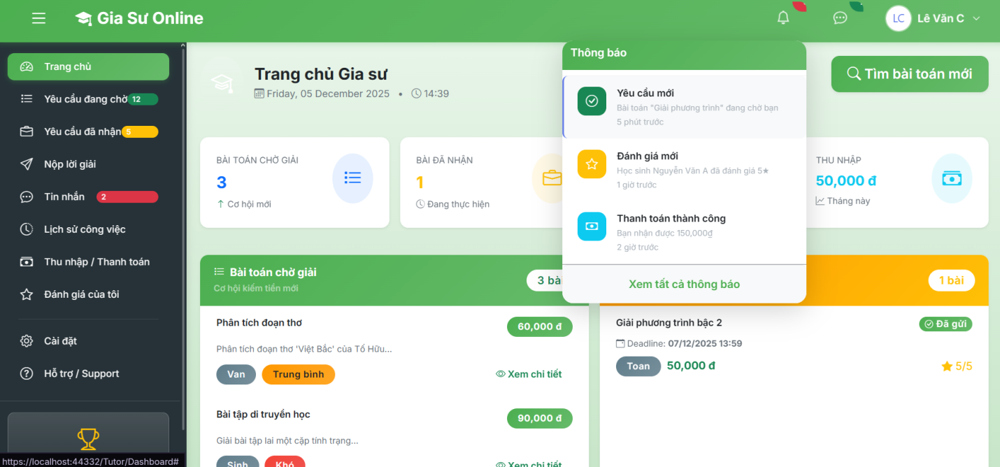 Gia Sư Online
LC
Lê Văn C
Trang chủ
Yêu cầu đang chờ 12
Yêu cầu đã nhận 5
Nộp lời giải
Tin nhắn 2
Lịch sử công việc
Thu nhập / Thanh toán
Đánh giá của tôi
Cài đặt
Hỗ trợ / Support
https://localhost:44332/Tutor/Dashboard#
Trang chủ Gia sư
Friday, 05 December 2025 • 14:39
Tìm bài toán mới
Thông báo
Yêu cầu mới
Bài toán "Giải phương trình" đang chờ bạn
5 phút trước
Đánh giá mới
Học sinh Nguyễn Văn A đã đánh giá 5★
1 giờ trước
Thanh toán thành công
Bạn nhận được 150,000₫
2 giờ trước
Xem tất cả thông báo
BÀI TOÁN CHỜ GIẢI
3
↑ Cơ hội mới
BÀI ĐÃ NHẬN
1
Đang thực hiện
THU NHẬP
50,000 đ
Tháng này
Bài toán chờ giải
Cơ hội kiếm tiền mới
3 bài
Phân tích đoạn thơ
60,000 đ
Phân tích đoạn thơ 'Việt Bắc' của Tố Hữu...
Van
Trung bình
Xem chi tiết
Bài tập di truyền học
90,000 đ
Giải bài tập lai một cặp tính trạng...
Sinh
Khó
Xem chi tiết
1 bài
Giải phương trình bậc 2
Đã gửi
Deadline: 07/12/2025 13:59
Toan
50,000 đ
5/5